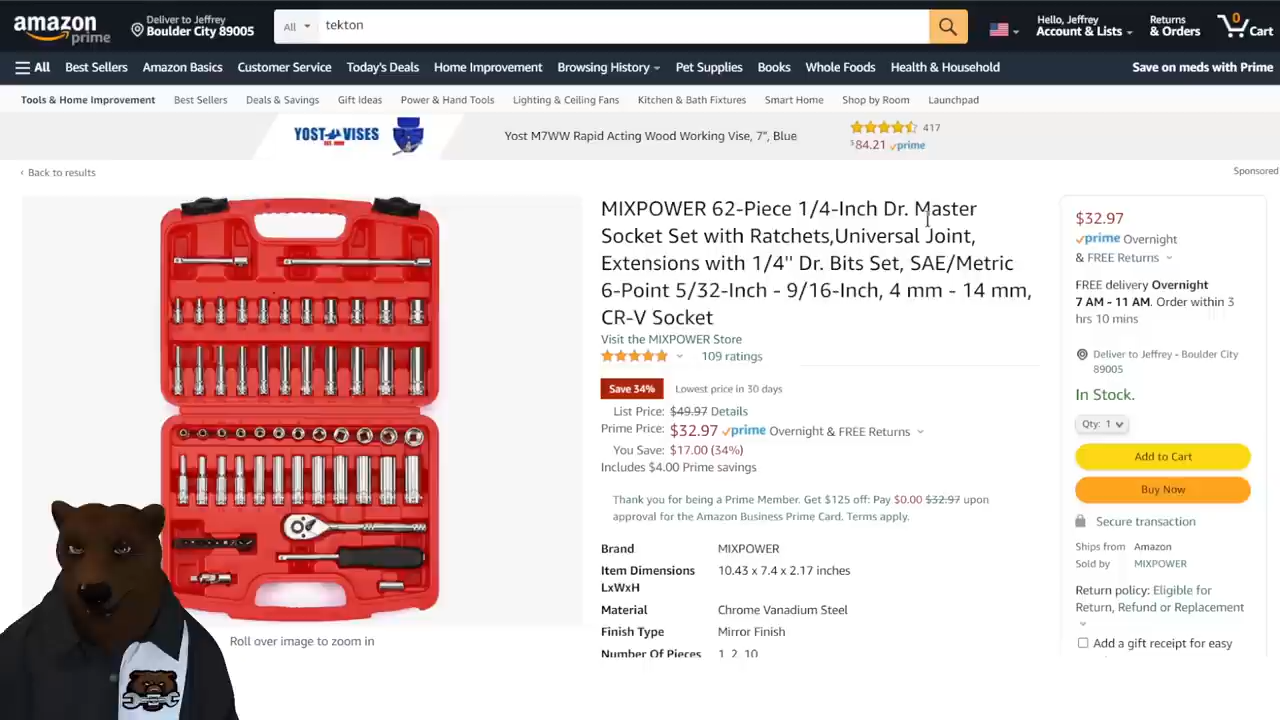 amazon
prime
Deliver to Jeffrey
Boulder City 89005
All
tekton
Hello, Jeffrey
Account & Lists
Returns
& Orders
0
Cart
All
Best Sellers
Amazon Basics
Customer Service
Today's Deals
Home Improvement
Browsing History
Pet Supplies
Books
Whole Foods
Health & Household
Save on meds with Prime
Tools & Home Improvement
Best Sellers
Deals & Savings
Gift Ideas
Power & Hand Tools
Lighting & Ceiling Fans
Kitchen & Bath Fixtures
Smart Home
Shop by Room
Launchpad
YOST VISES
Yost M7WW Rapid Acting Wood Working Vise, 7", Blue
417
$84.21 prime
Sponsored
‹ Back to results
MIXPOWER 62-Piece 1/4-Inch Dr. Master
Socket Set with Ratchets,Universal Joint,
Extensions with 1/4'' Dr. Bits Set, SAE/Metric
6-Point 5/32-Inch - 9/16-Inch, 4 mm - 14 mm,
CR-V Socket
Visit the MIXPOWER Store
109 ratings
Save 34% Lowest price in 30 days
List Price: $49.97 Details
Prime Price: $32.97 prime Overnight & FREE Returns
You Save: $17.00 (34%)
Includes $4.00 Prime savings
Thank you for being a Prime Member. Get $125 off: Pay $0.00 $32.97 upon
approval for the Amazon Business Prime Card. Terms apply.
Brand MIXPOWER
Item Dimensions 10.43 x 7.4 x 2.17 inches
LxWxH
Material Chrome Vanadium Steel
Finish Type Mirror Finish
Number Of Pieces 1, 2, 10
Roll over image to zoom in
$32.97
prime Overnight
& FREE Returns
FREE delivery Overnight
7 AM - 11 AM. Order within 3
hrs 10 mins
Deliver to Jeffrey - Boulder City
89005
In Stock.
Qty: 1
Add to Cart
Buy Now
Secure transaction
Ships from Amazon
Sold by MIXPOWER
Return policy: Eligible for
Return, Refund or Replacement
Add a gift receipt for easy